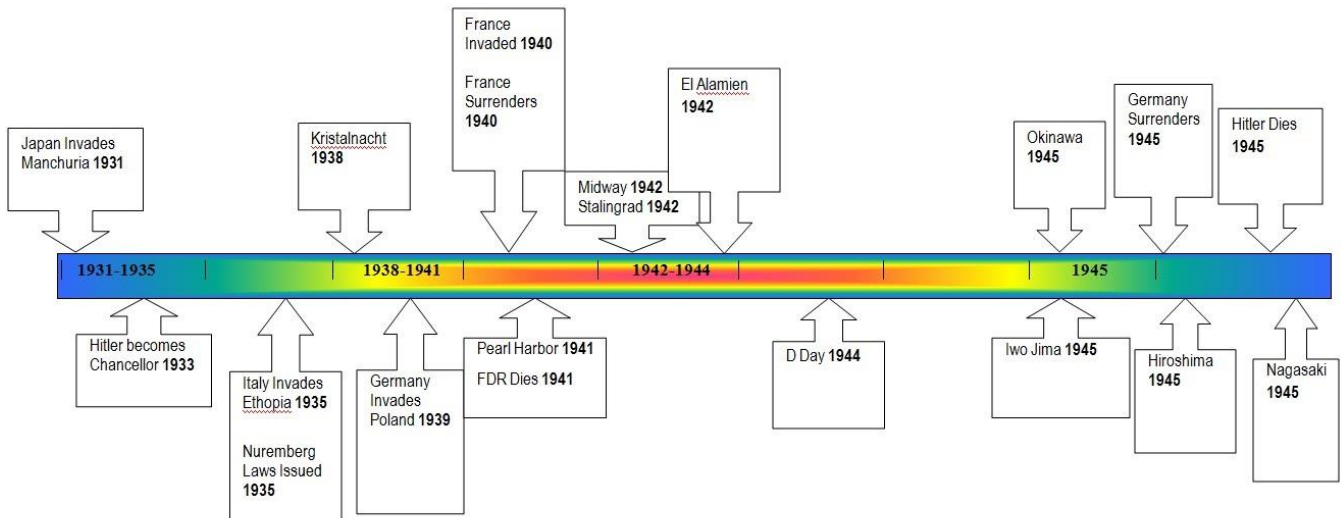 France
Invaded 1940
France
Surrenders
1940
El Alamien
1942
Germany
Surrenders
1945
Hitler Dies
1945
Japan Invades
Manchuria 1931
Kristalnacht
1938
Midway 1942
Stalingrad 1942
Okinawa
1945
1931-1935
1938-1941
1942-1944
1945
Hitler becomes
Chancellor 1933
Italy Invades
Ethopia 1935
Nuremberg
Laws Issued
1935
Germany
Invades
Poland 1939
Pearl Harbor 1941
FDR Dies 1941
D Day 1944
Iwo Jima 1945
Hiroshima
1945
Nagasaki
1945